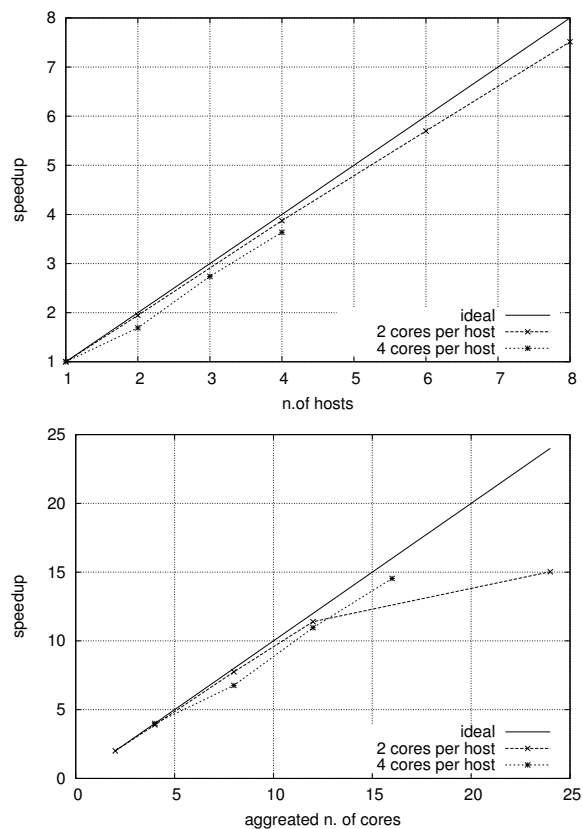 8
7
6
5
4
3
2
1
speedup
ideal
2 cores per host
4 cores per host
1 2 3 4 5 6 7 8
n.of hosts
25
20
15
10
5
0
speedup
ideal
2 cores per host
4 cores per host
0 5 10 15 20 25
aggreated n. of cores